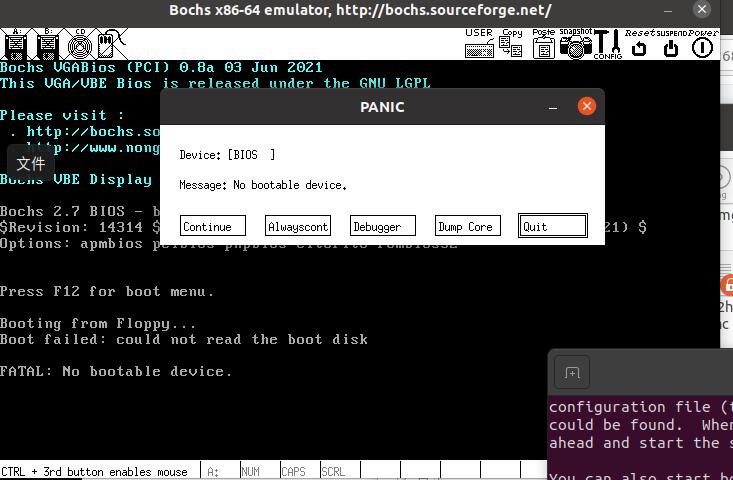 Bochs x86-64 emulator, http://bochs.sourceforge.net/
A: B: CD USER Copy Paste snapshot CONFIG Reset SUSPEND Power
Bochs VGABios (PCI) 0.8a 03 Jun 2021
This VGA/VBE Bios is released under the GNU LGPL
Please visit :
. http://bochs.so
. http://www.nong
文件
Bochs VBE Display
PANIC
Device: [BIOS ]
Message: No bootable device.
Continue Alwayscont Debugger Dump Core Quit
Bochs 2.7 BIOS - b
$Revision: 14314 $ 21) $
Options: apmbios pcibios pnpbios eltorito rombios32
Press F12 for boot menu.
Booting from Floppy...
Boot failed: could not read the boot disk
FATAL: No bootable device.
configuration file (t
could be found. When
ahead and start the s
You can also start bo
CTRL + 3rd button enables mouse A: NUM CAPS SCRL